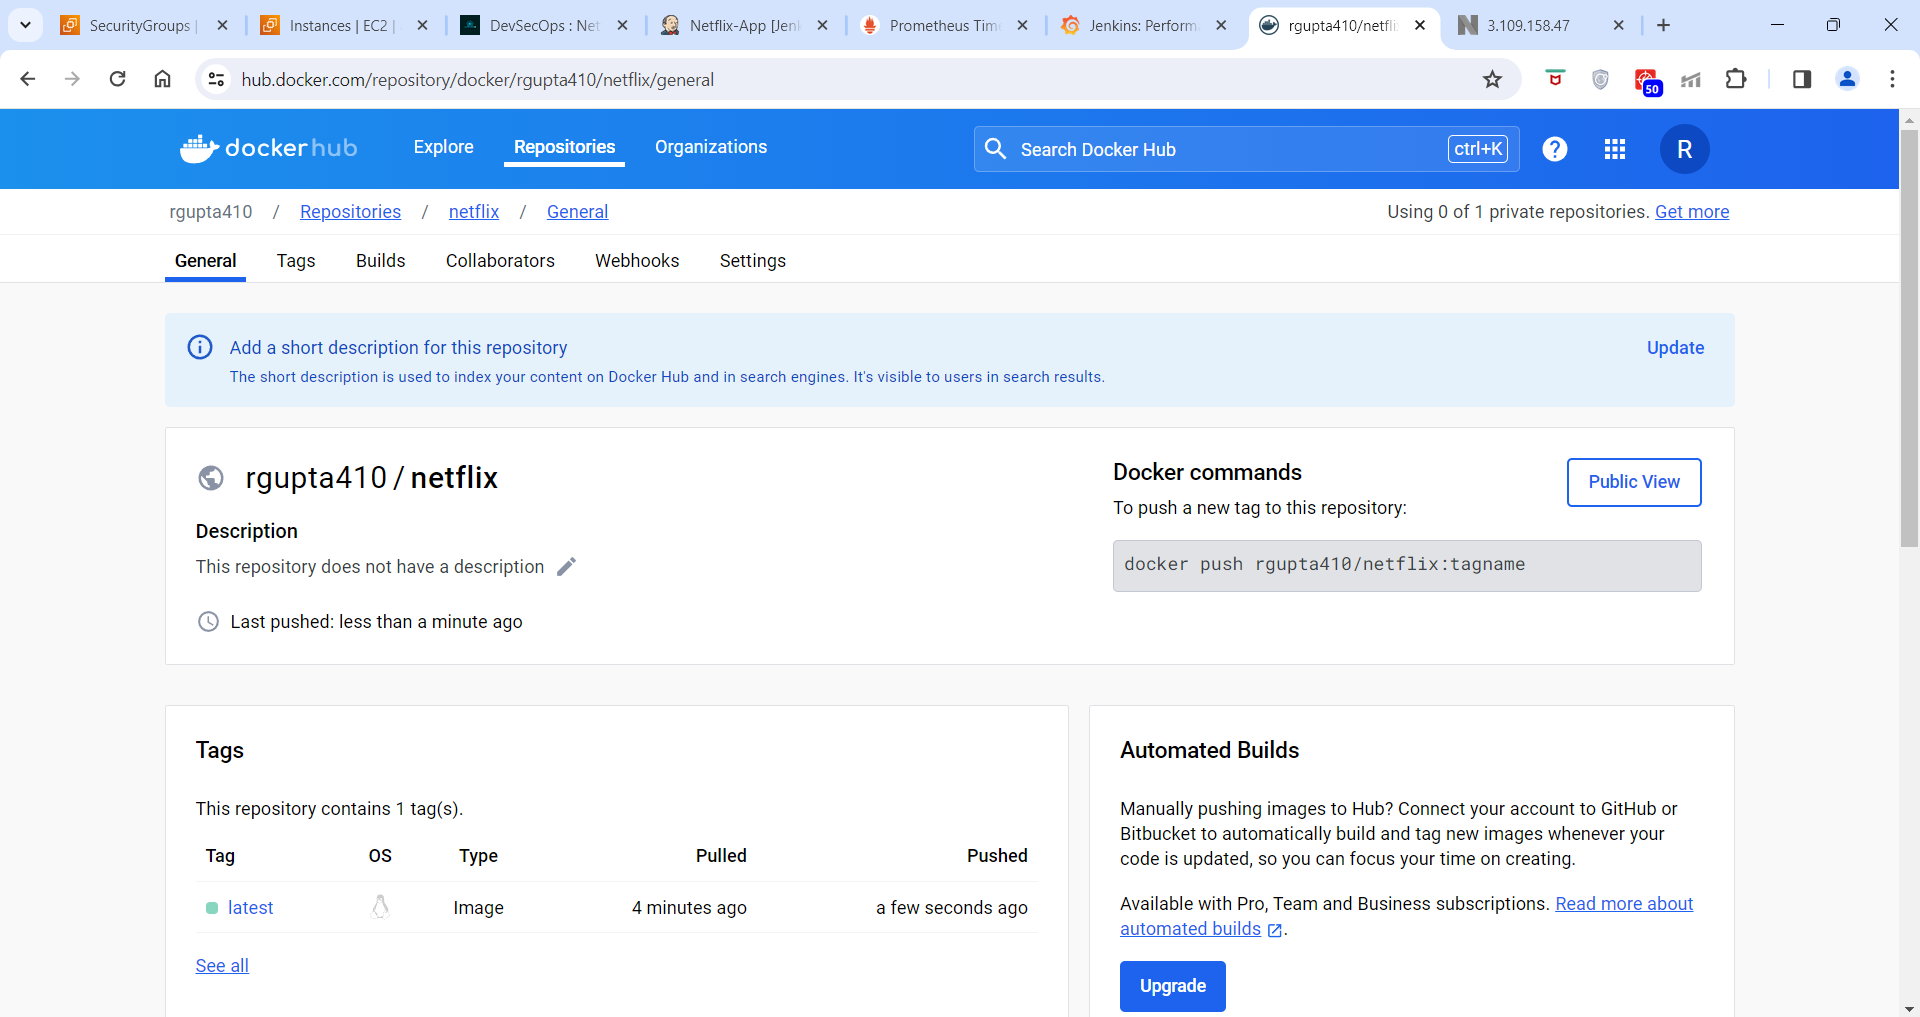 SecurityGroups |
Instances | EC2 |
DevSecOps : Net
Netflix-App [Jenk
Prometheus Time
Jenkins: Perform
rgupta410/netfli
3.109.158.47
hub.docker.com/repository/docker/rgupta410/netflix/general
50
dockerhub
Explore
Repositories
Organizations
Search Docker Hub
ctrl+K
?
R
rgupta410 / Repositories / netflix / General
Using 0 of 1 private repositories. Get more
General
Tags
Builds
Collaborators
Webhooks
Settings
Add a short description for this repository
Update
The short description is used to index your content on Docker Hub and in search engines. It's visible to users in search results.
rgupta410 / netflix
Description
This repository does not have a description
Last pushed: less than a minute ago
Docker commands
Public View
To push a new tag to this repository:
docker push rgupta410/netflix:tagname
Tags
This repository contains 1 tag(s).
Tag OS Type Pulled Pushed
latest Image 4 minutes ago a few seconds ago
See all
Automated Builds
Manually pushing images to Hub? Connect your account to GitHub or
Bitbucket to automatically build and tag new images whenever your
code is updated, so you can focus your time on creating.
Available with Pro, Team and Business subscriptions. Read more about
automated builds .
Upgrade